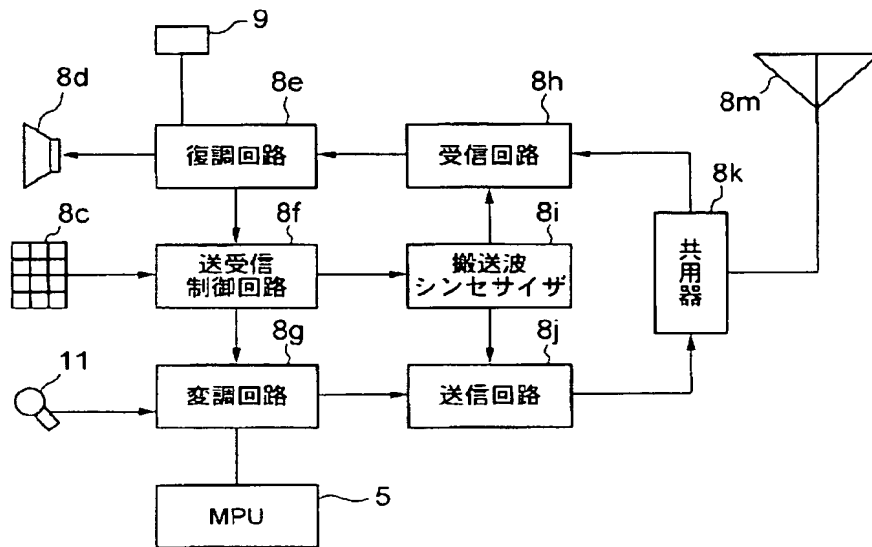 9
8d
8e
8h
8m
復調回路
受信回路
8k
8c
8f
8i
送受信
制御回路
搬送波
シンセサイザ
共用器
8g
8j
11
変調回路
送信回路
5
MPU